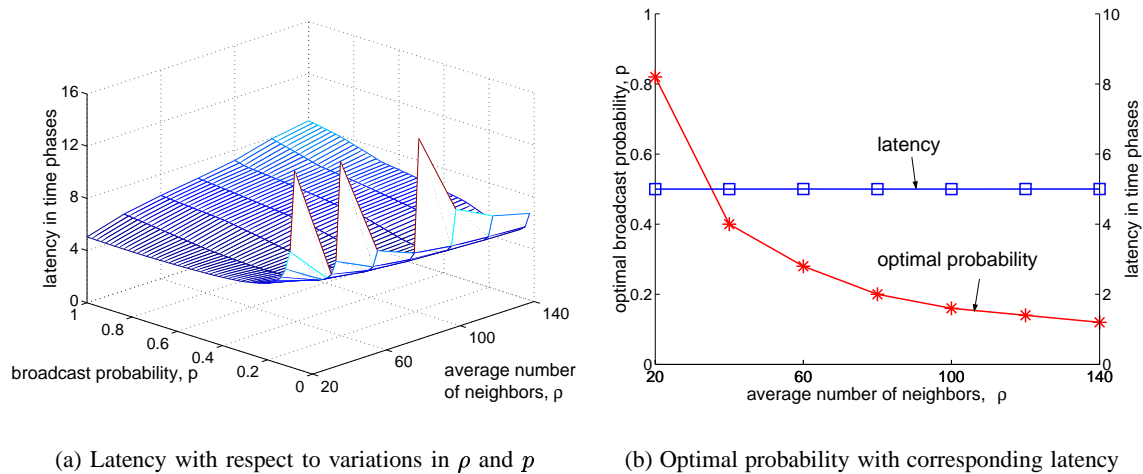 16
12
8
4
0
latency in time phases
1
0.8
0.6
0.4
0.2
0
broadcast probability, p
20
60
100
140
average number
of neighbors, ρ
(a) Latency with respect to variations in ρ and p
1
0.8
0.6
0.4
0.2
0
optimal broadcast probability, p
10
8
6
4
2
0
latency in time phases
latency
optimal probability
20
60
100
140
average number of neighbors, ρ
(b) Optimal probability with corresponding latency